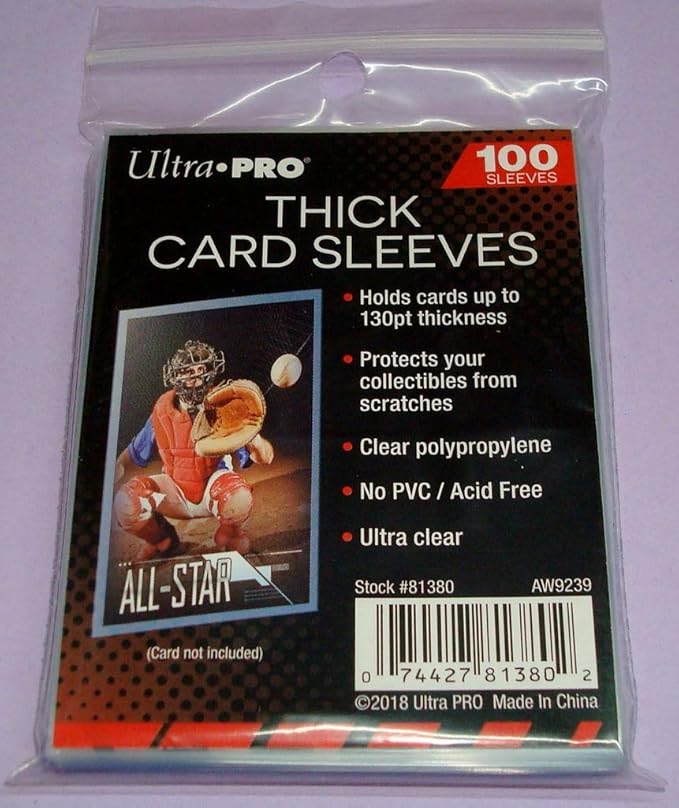 Ultra•PRO®
100
SLEEVES
THICK
CARD SLEEVES
• Holds cards up to
130pt thickness
• Protects your
collectibles from
scratches
• Clear polypropylene
• No PVC / Acid Free
• Ultra clear
ALL-STAR
(Card not included)
Stock #81380 AW9239
0 74427 81380 2
©2018 Ultra PRO Made In China